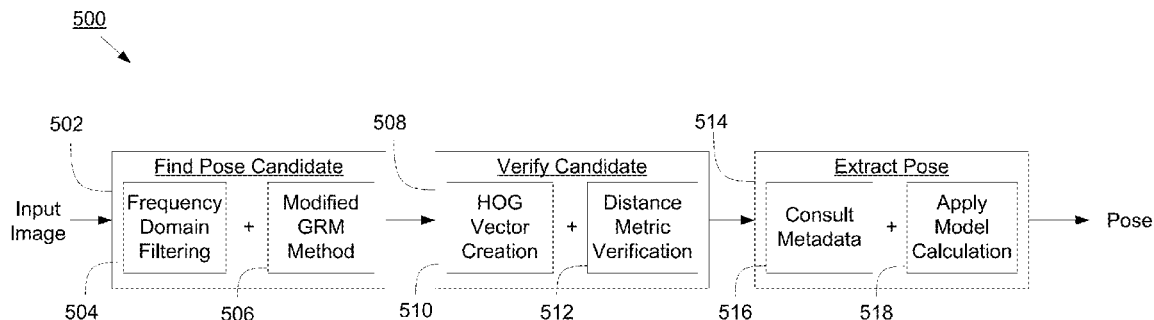 500
502
508
514
Find Pose Candidate
Verify Candidate
Extract Pose
Input
Image
Frequency
Domain
Filtering
+
Modified
GRM
Method
HOG
Vector
Creation
+
Distance
Metric
Verification
Consult
Metadata
+
Apply
Model
Calculation
Pose
504
506
510
512
516
518